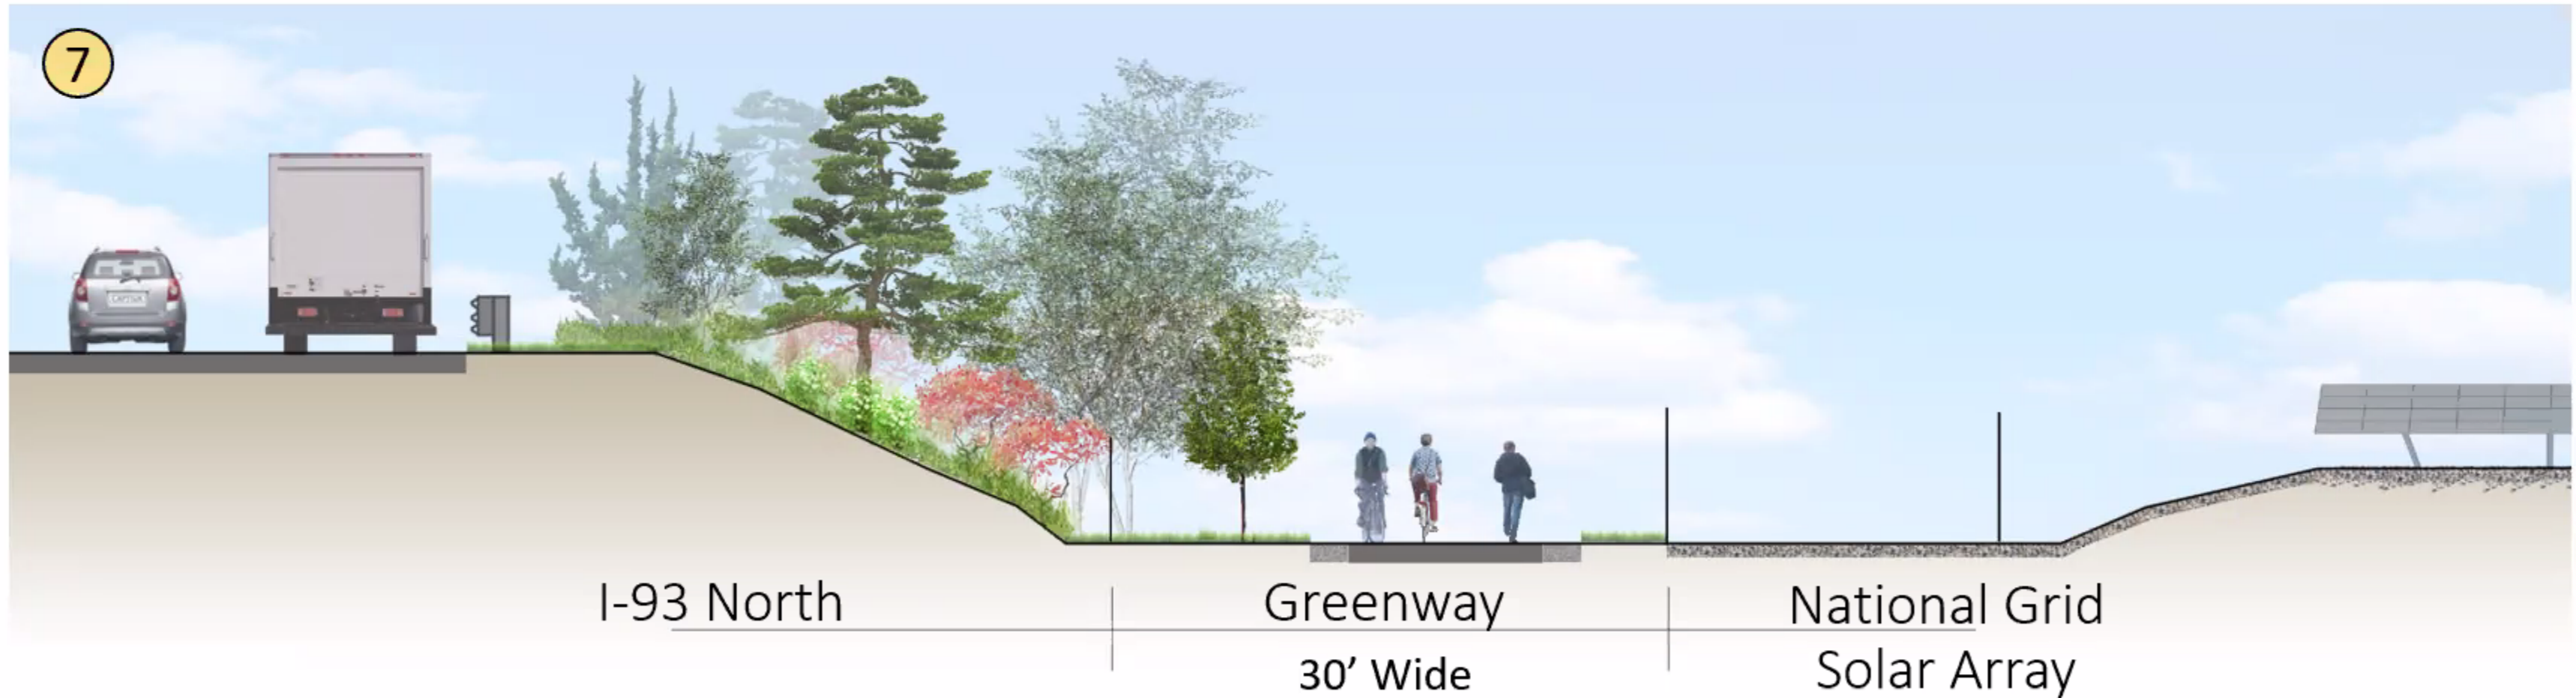 7
I-93 North
Greenway
National Grid
30’ Wide
Solar Array